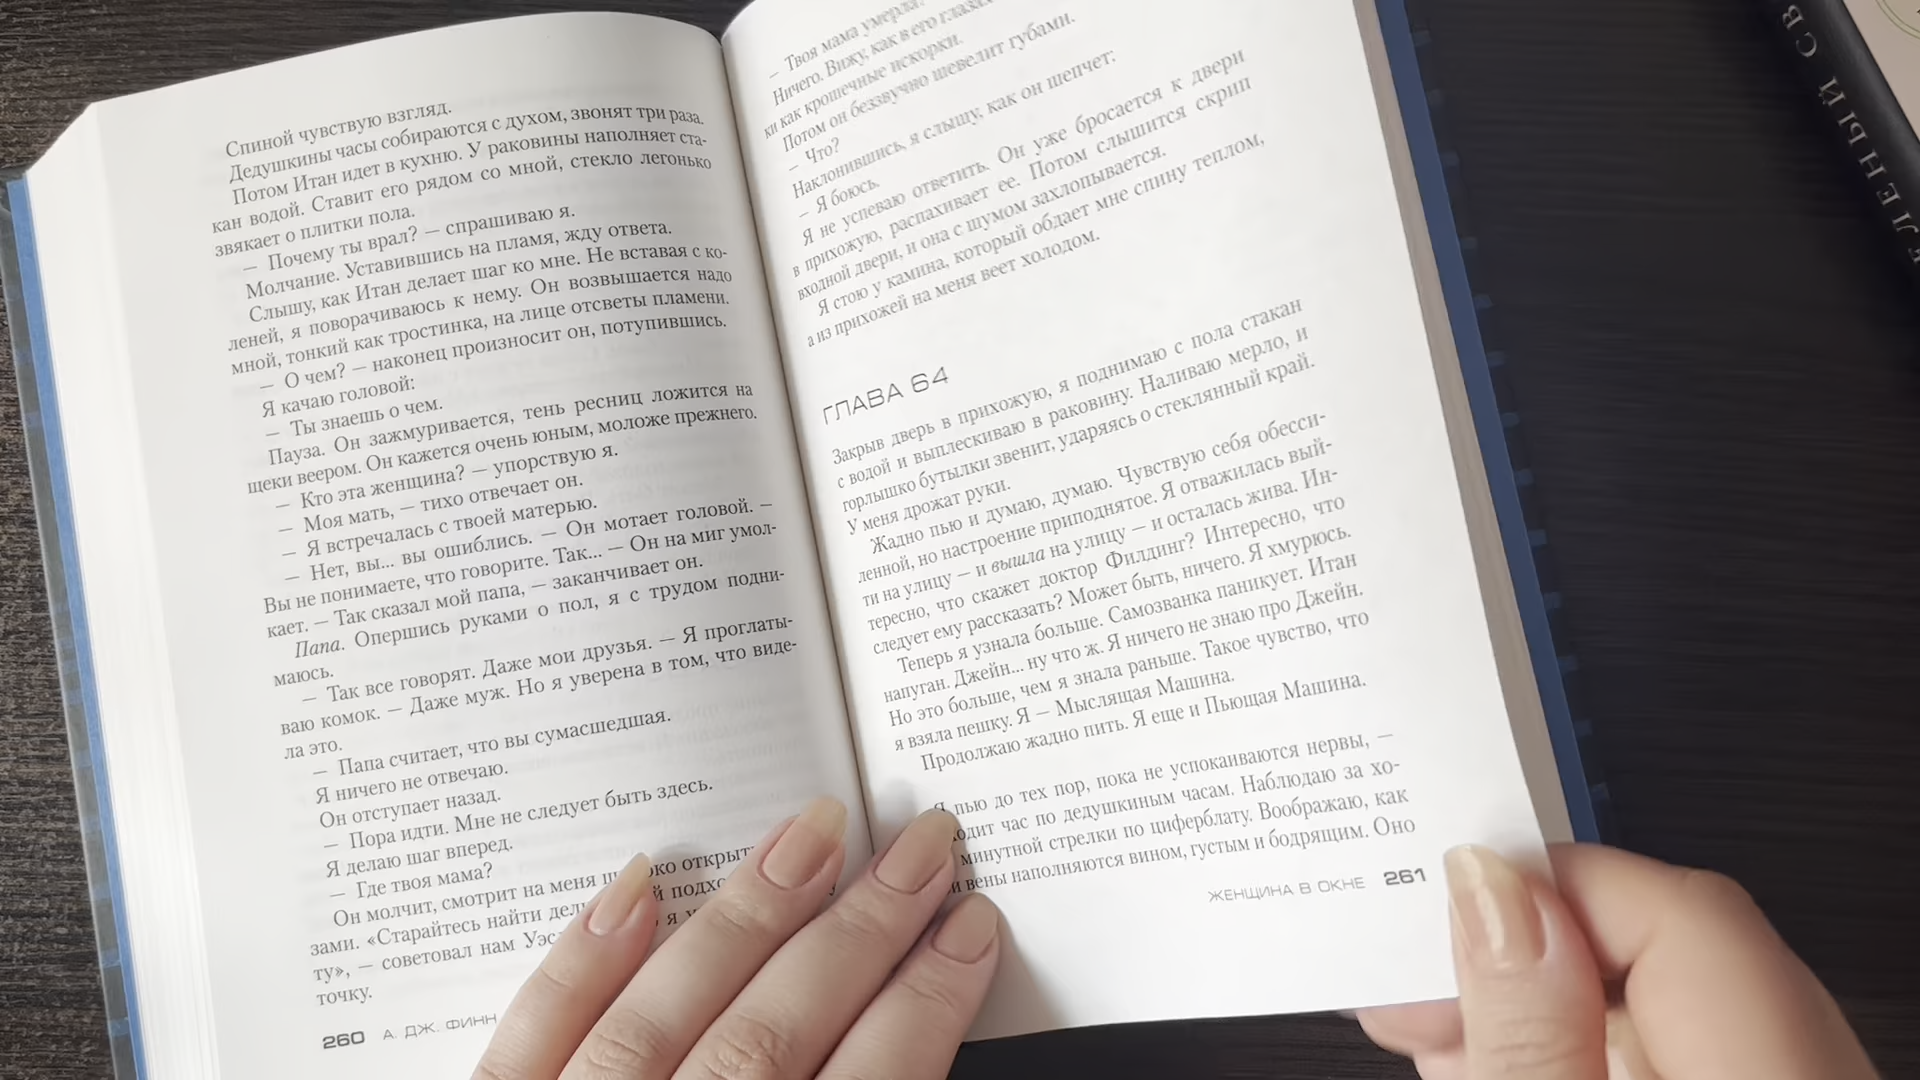 Спиной чувствую взгляд.
Дедушкины часы собираются с духом, звонят три раза.
Потом Итан идет в кухню. У раковины наполняет ста-
кан водой. Ставит его рядом со мной, стекло легонько
звякает о плитки пола.
— Почему ты врал? — спрашиваю я.
Молчание. Уставившись на пламя, жду ответа.
Слышу, как Итан делает шаг ко мне. Не вставая с ко-
леней, я поворачиваюсь к нему. Он возвышается надо
мной, тонкий как тростинка, на лице отсветы пламени.
— О чем? — наконец произносит он, потупившись.
Я качаю головой:
— Ты знаешь о чем.
Пауза. Он зажмуривается, тень ресниц ложится на
щеки веером. Он кажется очень юным, моложе прежнего.
— Кто эта женщина? — упорствую я.
— Моя мать, — тихо отвечает он.
— Я встречалась с твоей матерью.
— Нет, вы... вы ошиблись. — Он мотает головой. —
Вы не понимаете, что говорите. Так... — Он на миг умол-
кает. — Так сказал мой папа, — заканчивает он.
Папа. Опершись руками о пол, я с трудом подни-
маюсь.
— Так все говорят. Даже мои друзья. — Я проглаты-
ваю комок. — Даже муж. Но я уверена в том, что виде-
ла это.
— Папа считает, что вы сумасшедшая.
Я ничего не отвечаю.
Он отступает назад.
— Пора идти. Мне не следует быть здесь.
Я делаю шаг вперед.
— Где твоя мама?
Он молчит, смотрит на меня
зами. «Старайтесь найти
ту», — советовал нам
точку.
260 А. ДЖ. ФИНН
— Твоя мама умерла?
Ничего. Вижу, как в его глазах
ки как крошечные искорки.
Потом он беззвучно шевелит губами.
— Что?
Наклонившись, я слышу, как он шепчет:
— Я боюсь.
Я не успеваю ответить. Он уже бросается к двери
в прихожую, распахивает ее. Потом слышится скрип
входной двери, и она с шумом захлопывается.
Я стою у камина, который обдает мне спину теплом,
а из прихожей на меня веет холодом.
ГЛАВА 64
Закрыв дверь в прихожую, я поднимаю с пола стакан
с водой и выплескиваю в раковину. Наливаю мерло, и
горлышко бутылки звенит, ударяясь о стеклянный край.
У меня дрожат руки.
Жадно пью и думаю, думаю. Чувствую себя обесси-
ленной, но настроение приподнятое. Я отважилась вый-
ти на улицу — и вышла на улицу — и осталась жива. Ин-
тересно, что скажет доктор Филдинг? Интересно, что
следует ему рассказать? Может быть, ничего. Я хмурюсь.
Теперь я узнала больше. Самозванка паникует. Итан
напуган. Джейн... ну что ж. Я ничего не знаю про Джейн.
Но это больше, чем я знала раньше. Такое чувство, что
я взяла пешку. Я — Мыслящая Машина.
Продолжаю жадно пить. Я еще и Пьющая Машина.
Я пью до тех пор, пока не успокаиваются нервы, —
час по дедушкиным часам. Наблюдаю за хо-
минутной стрелки по циферблату. Воображаю, как
вены наполняются вином, густым и бодрящим. Оно
ЖЕНЩИНА В ОКНЕ 261